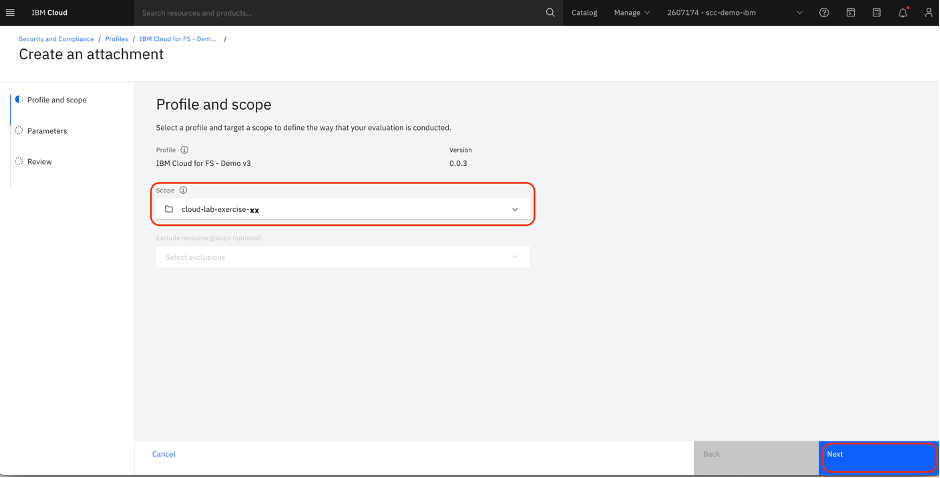 IBM Cloud
Search resources and products...
Catalog
Manage
2607174 - scc-demo-ibm
Security and Compliance / Profiles / IBM Cloud for FS - Dem... /
Create an attachment
Profile and scope
Parameters
Review
Profile and scope
Select a profile and target a scope to define the way that your evaluation is conducted.
Profile
Version
IBM Cloud for FS - Demo v3
0.0.3
Scope
cloud-lab-exercise-xx
Exclude resource groups (optional)
Select exclusions
Cancel
Back
Next